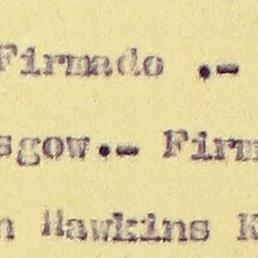 Firmado .-
sgow.- Firm
n Hawkins K